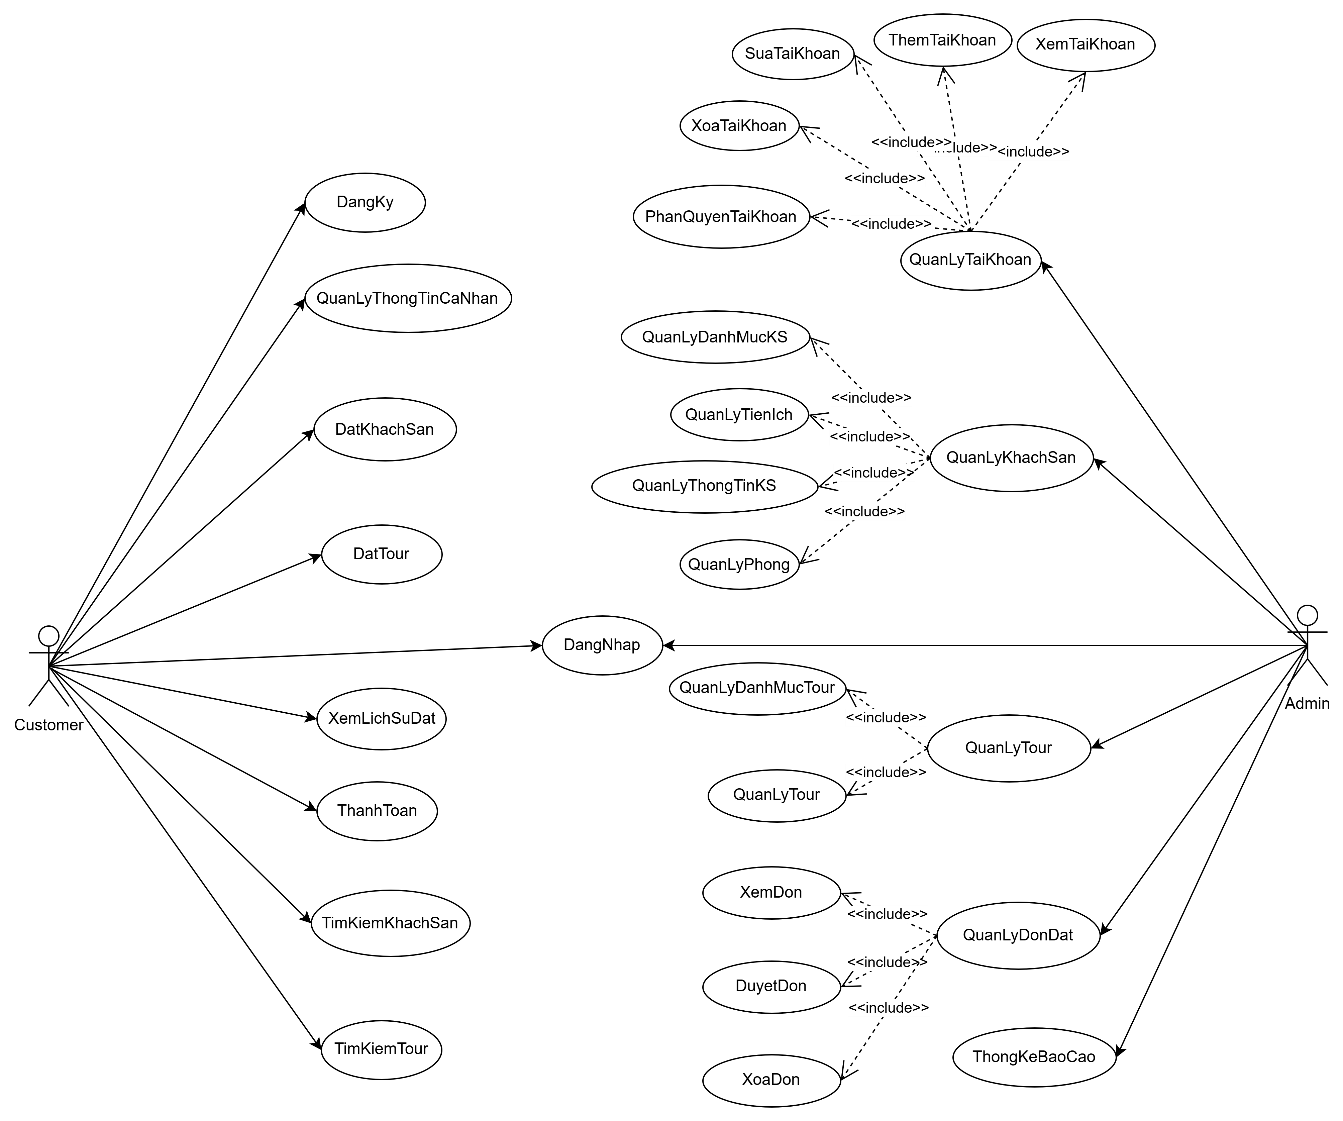 ThemTaiKhoan
XemTaiKhoan
SuaTaiKhoan
XoaTaiKhoan
<<include>>
<<include>>
<<include>>
DangKy
PhanQuyenTaiKhoan
<<include>>
QuanLyTaiKhoan
QuanLyThongTinCaNhan
QuanLyDanhMucKS
<<include>>
QuanLyTienIch
DatKhachSan
<<include>>
QuanLyKhachSan
<<include>>
QuanLyThongTinKS
<<include>>
DatTour
QuanLyPhong
DangNhap
QuanLyDanhMucTour
Admin
XemLichSuDat
<<include>>
Customer
QuanLyTour
<<include>>
QuanLyTour
ThanhToan
XemDon
<<include>>
TimKiemKhachSan
QuanLyDonDat
<<include>>
DuyetDon
<<include>>
TimKiemTour
ThongKeBaoCao
XoaDon